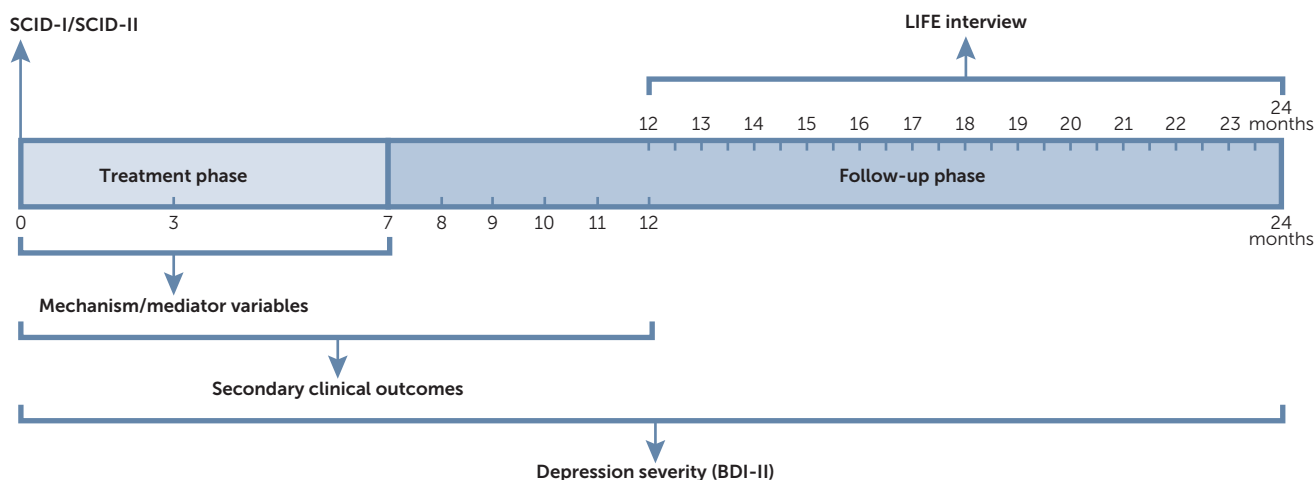 SCID-I/SCID-II
LIFE interview
12 13 14 15 16 17 18 19 20 21 22 23 24
months
Treatment phase
Follow-up phase
0 3 7 8 9 10 11 12 24
months
Mechanism/mediator variables
Secondary clinical outcomes
Depression severity (BDI-II)